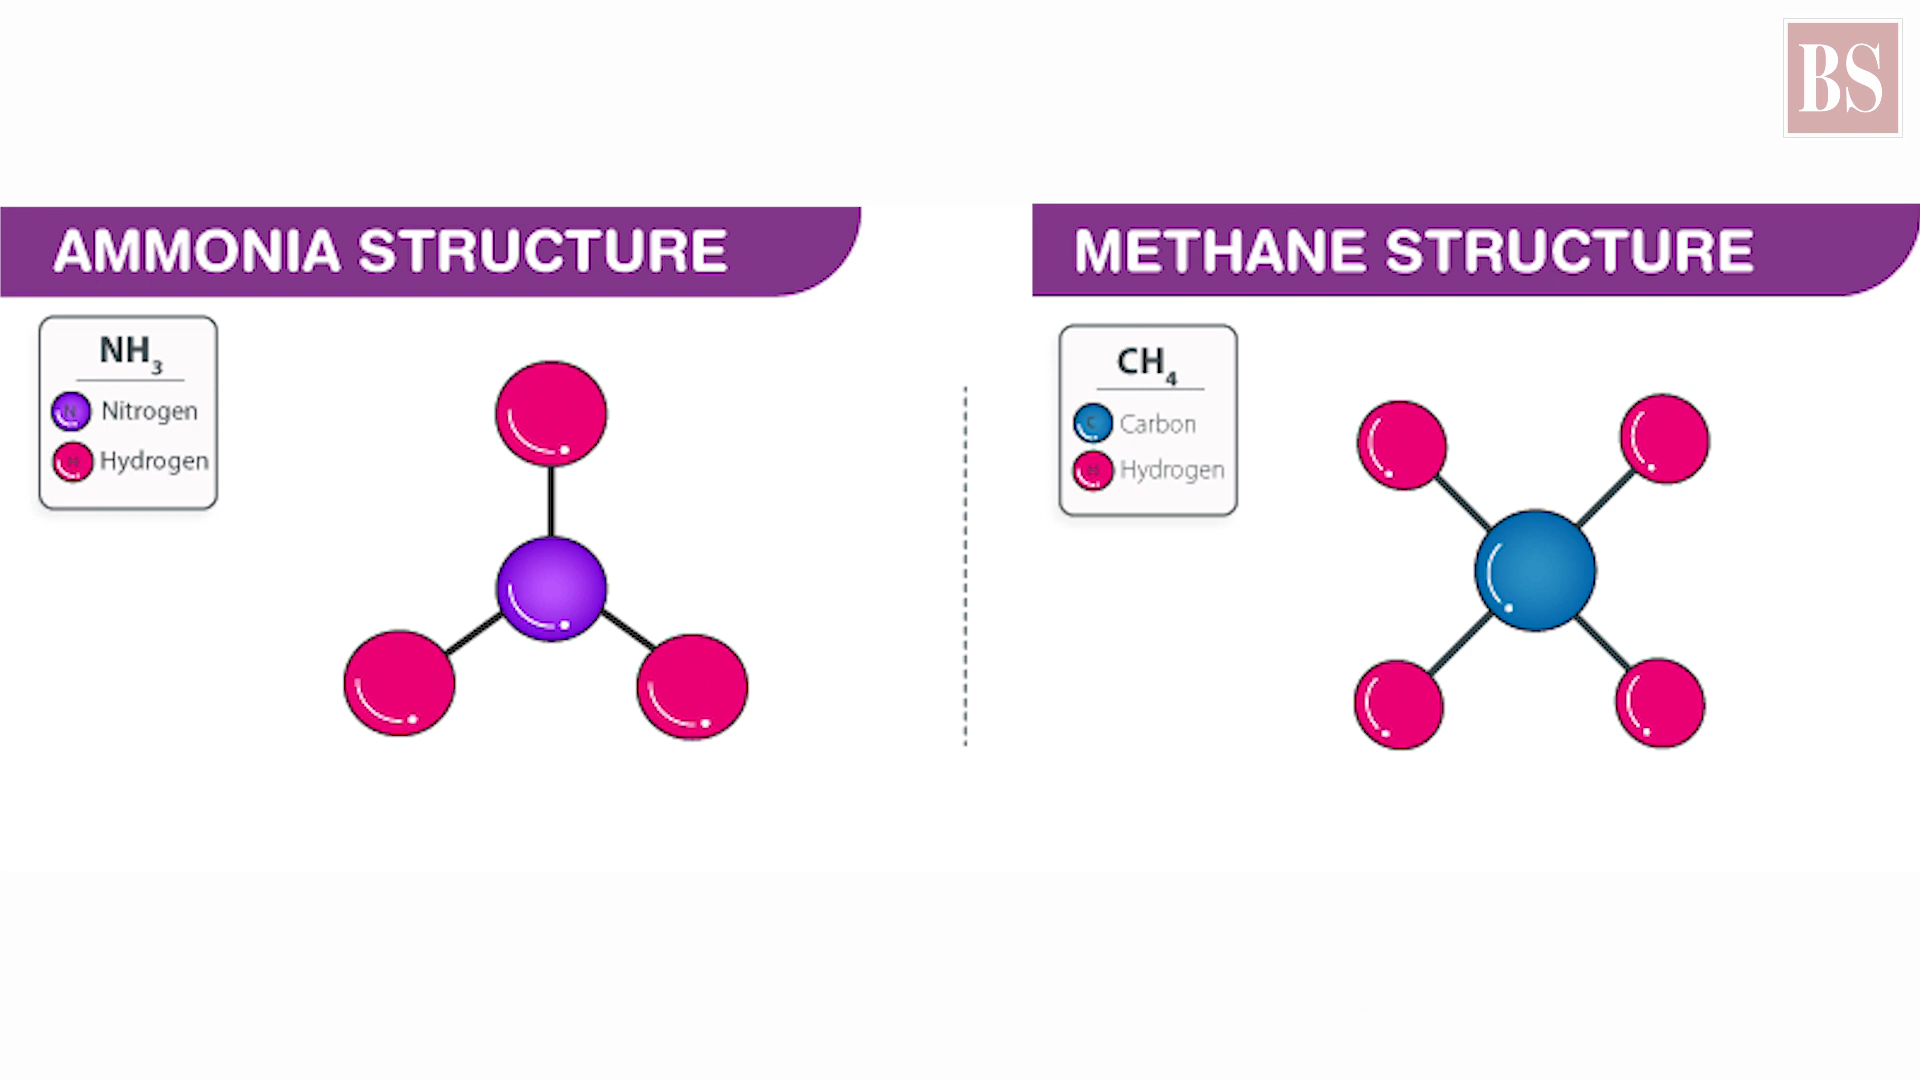 BS
AMMONIA STRUCTURE
NH3
N Nitrogen
H Hydrogen
METHANE STRUCTURE
CH4
C Carbon
H Hydrogen